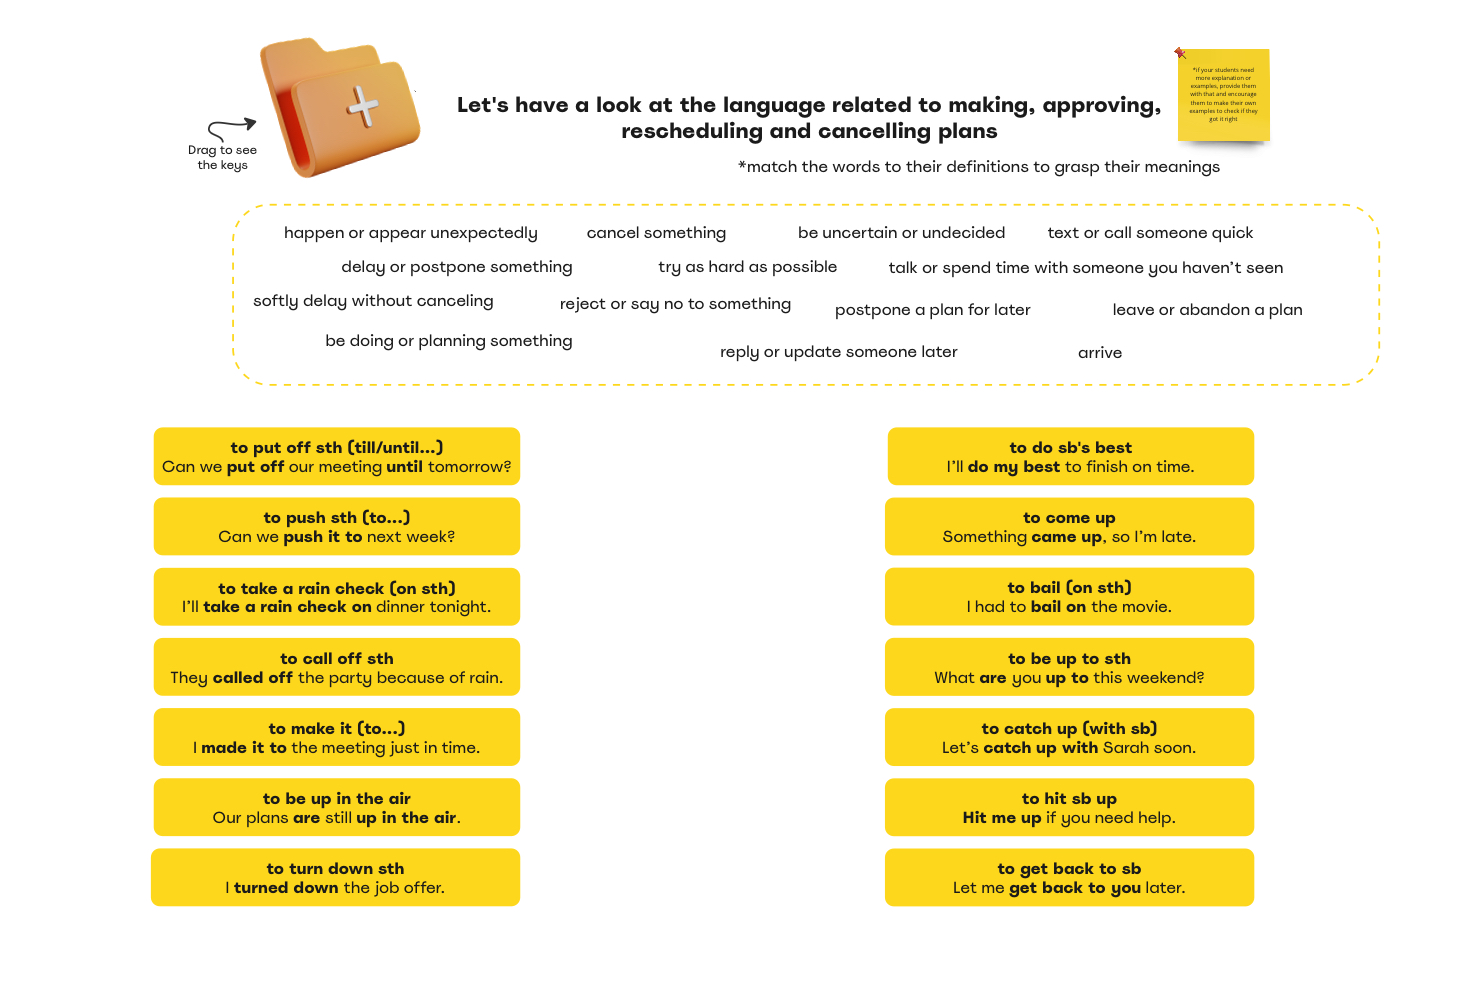 Let's have a look at the language related to making, approving,
rescheduling and cancelling plans
*if your students need
more explanation or
examples, provide them
with that and encourage
them to make their own
examples to check if they
got it right
Drag to see
the keys
*match the words to their definitions to grasp their meanings
happen or appear unexpectedly
cancel something
be uncertain or undecided
text or call someone quick
delay or postpone something
try as hard as possible
talk or spend time with someone you haven't seen
softly delay without canceling
reject or say no to something
postpone a plan for later
leave or abandon a plan
be doing or planning something
reply or update someone later
arrive
to put off sth (till/until...)
Can we put off our meeting until tomorrow?
to push sth (to...)
Can we push it to next week?
to take a rain check (on sth)
I'll take a rain check on dinner tonight.
to call off sth
They called off the party because of rain.
to make it (to...)
I made it to the meeting just in time.
to be up in the air
Our plans are still up in the air.
to turn down sth
I turned down the job offer.
to do sb's best
I'll do my best to finish on time.
to come up
Something came up, so I'm late.
to bail (on sth)
I had to bail on the movie.
to be up to sth
What are you up to this weekend?
to catch up (with sb)
Let's catch up with Sarah soon.
to hit sb up
Hit me up if you need help.
to get back to sb
Let me get back to you later.